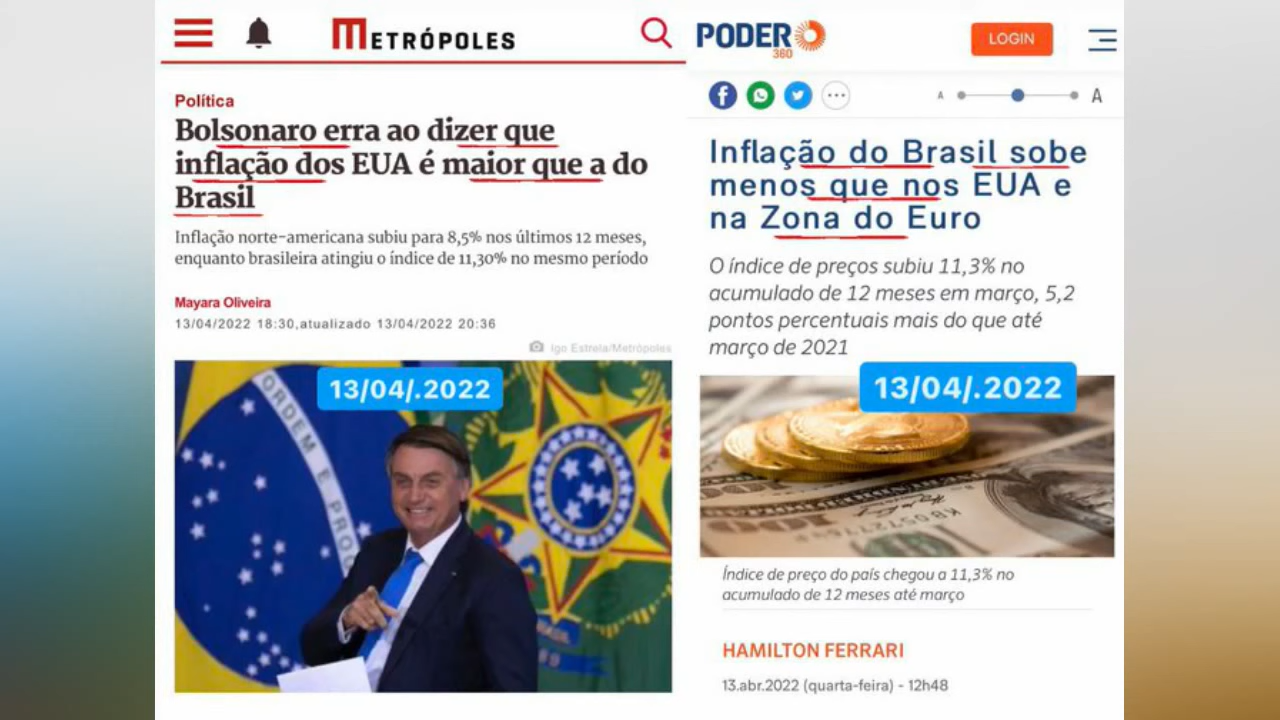 METRÓPOLES
Política
Bolsonaro erra ao dizer que
inflação dos EUA é maior que a do
Brasil
Inflação norte-americana subiu para 8,5% nos últimos 12 meses,
enquanto brasileira atingiu o índice de 11,30% no mesmo período
Mayara Oliveira
13/04/2022 18:30,atualizado 13/04/2022 20:36
Igo Estrela/Metrópoles
13/04/.2022
ORDEM E PROG
PODER
360
LOGIN
A
A
Inflação do Brasil sobe
menos que nos EUA e
na Zona do Euro
O índice de preços subiu 11,3% no
acumulado de 12 meses em março, 5,2
pontos percentuais mais do que até
março de 2021
13/04/.2022
Índice de preço do país chegou a 11,3% no
acumulado de 12 meses até março
HAMILTON FERRARI
13.abr.2022 (quarta-feira) - 12h48